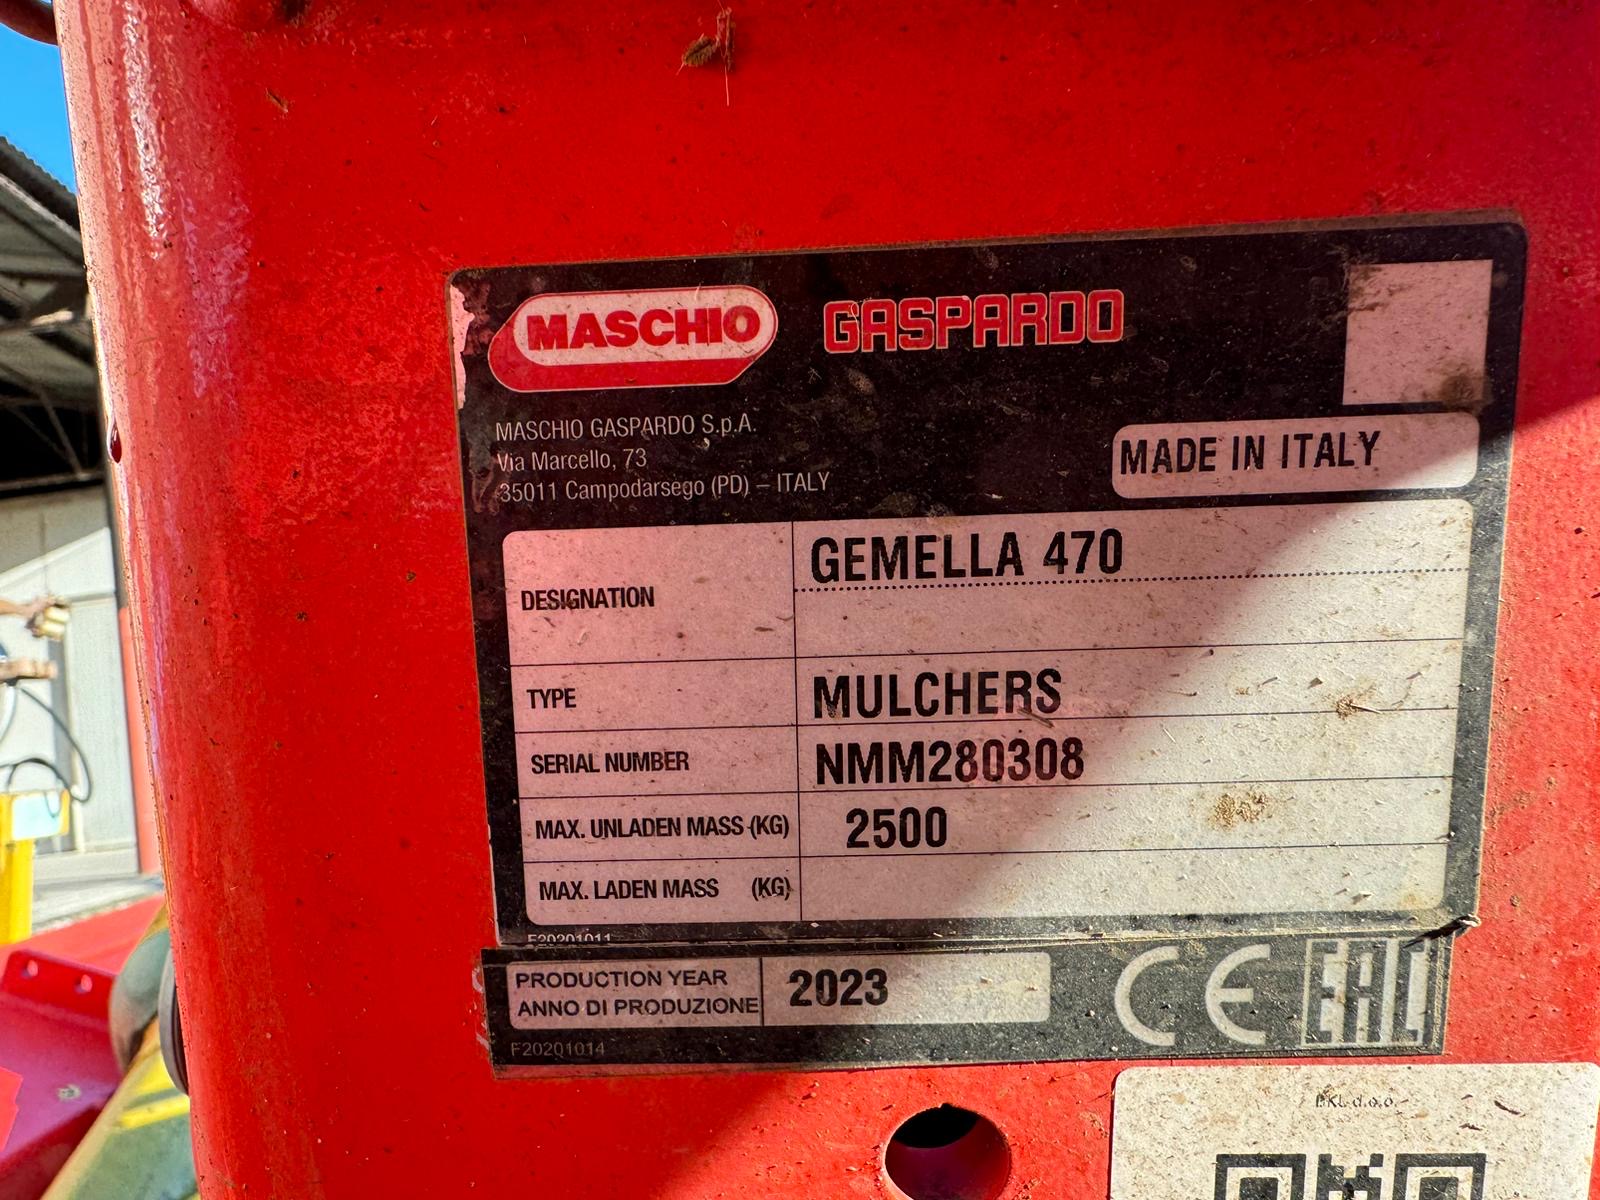 MASCHIO GASPARDO
MASCHIO GASPARDO S.p.A.
Via Marcello, 73
35011 Campodarsego (PD) – ITALY
MADE IN ITALY
DESIGNATION GEMELLA 470
TYPE MULCHERS
SERIAL NUMBER NMM280308
MAX. UNLADEN MASS (KG) 2500
MAX. LADEN MASS (KG)
F20201011
PRODUCTION YEAR 2023
ANNO DI PRODUZIONE
CE EAC
F20201014
d.o.o.